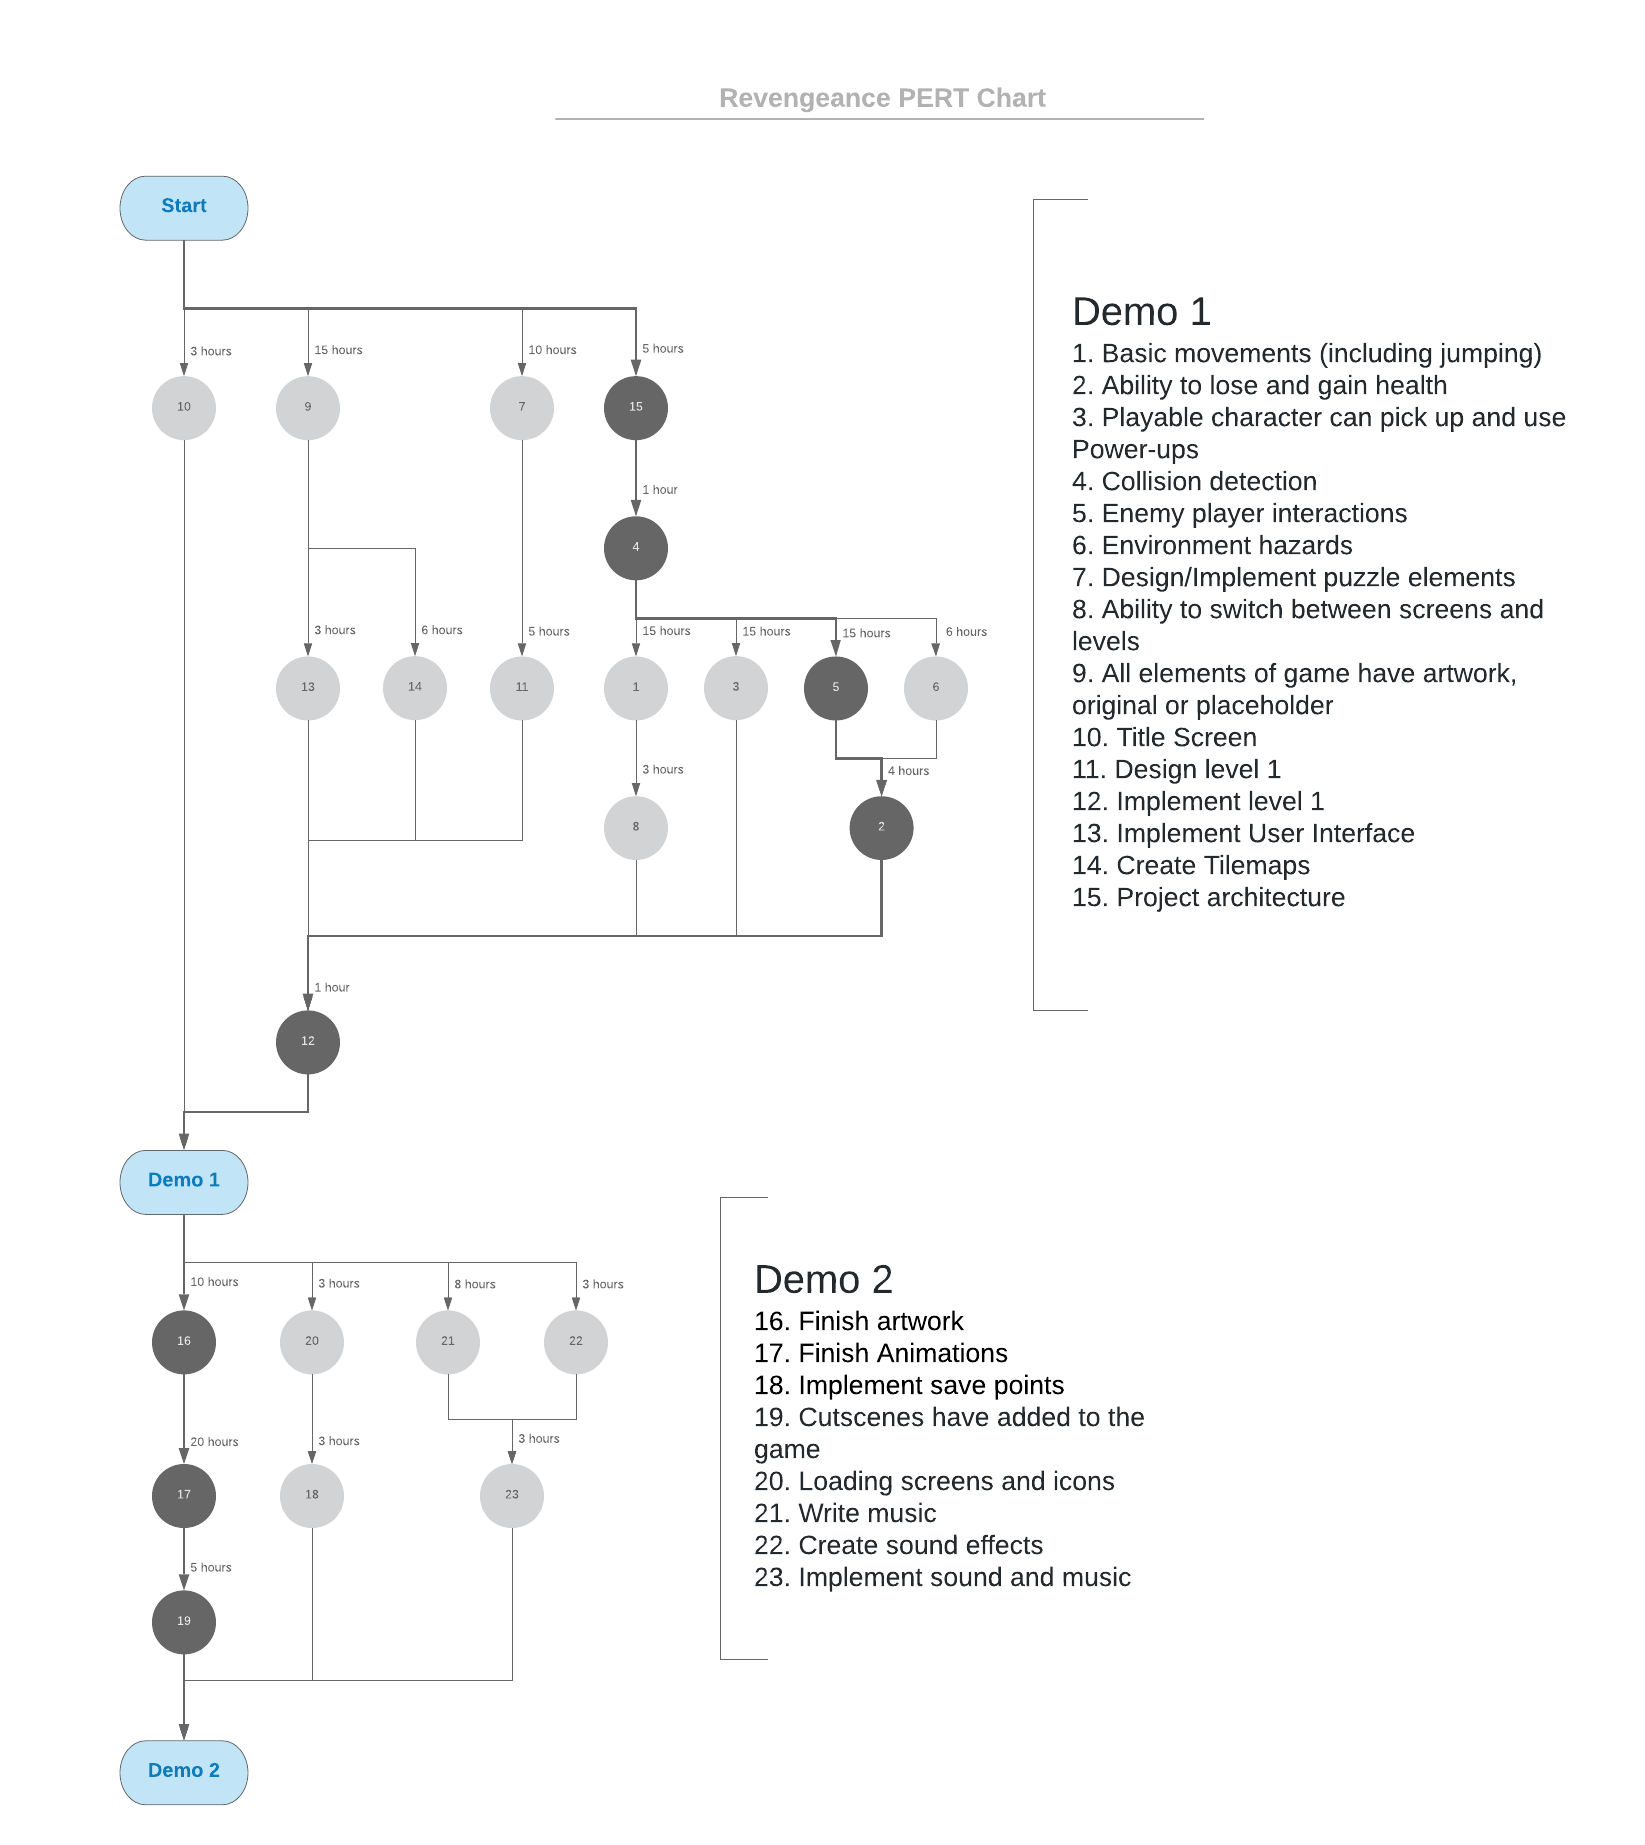 Revengeance PERT Chart
Start
3 hours
15 hours
10 hours
5 hours
10
9
7
15
1 hour
4
3 hours
6 hours
5 hours
15 hours
15 hours
15 hours
6 hours
13
14
11
1
3
5
6
3 hours
4 hours
8
2
1 hour
12
Demo 1
1. Basic movements (including jumping)
2. Ability to lose and gain health
3. Playable character can pick up and use
Power-ups
4. Collision detection
5. Enemy player interactions
6. Environment hazards
7. Design/Implement puzzle elements
8. Ability to switch between screens and
levels
9. All elements of game have artwork,
original or placeholder
10. Title Screen
11. Design level 1
12. Implement level 1
13. Implement User Interface
14. Create Tilemaps
15. Project architecture
Demo 1
10 hours
3 hours
8 hours
3 hours
16
20
21
22
20 hours
3 hours
3 hours
17
18
23
5 hours
19
Demo 2
Demo 2
16. Finish artwork
17. Finish Animations
18. Implement save points
19. Cutscenes have added to the
game
20. Loading screens and icons
21. Write music
22. Create sound effects
23. Implement sound and music